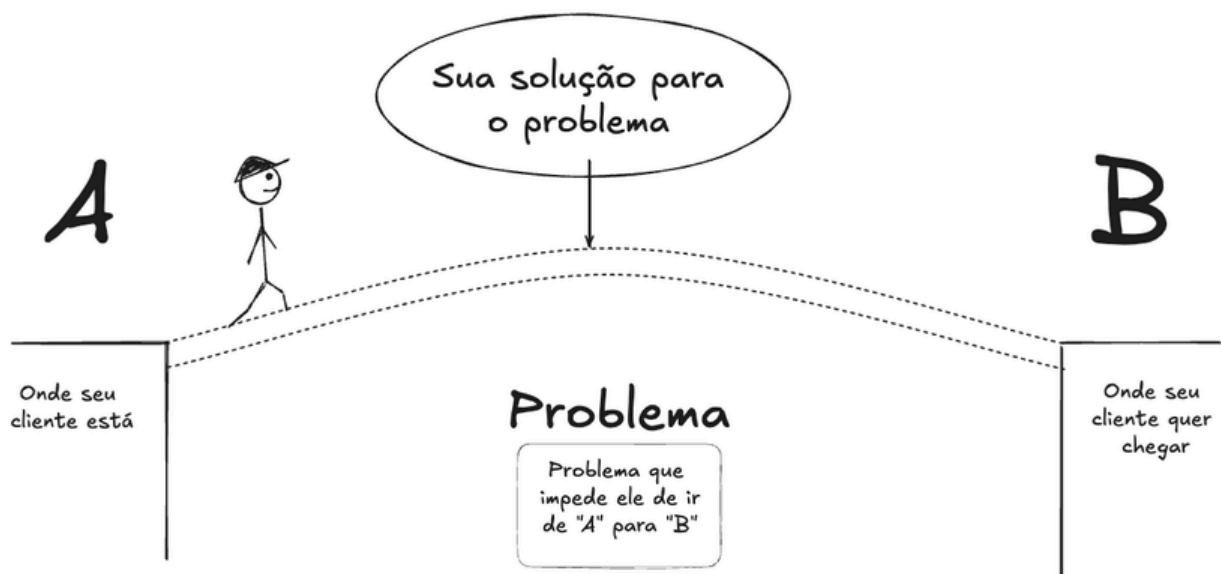 Sua solução para
o problema
A
B
Onde seu
cliente está
Problema
Problema que
impede ele de ir
de "A" para "B"
Onde seu
cliente quer
chegar